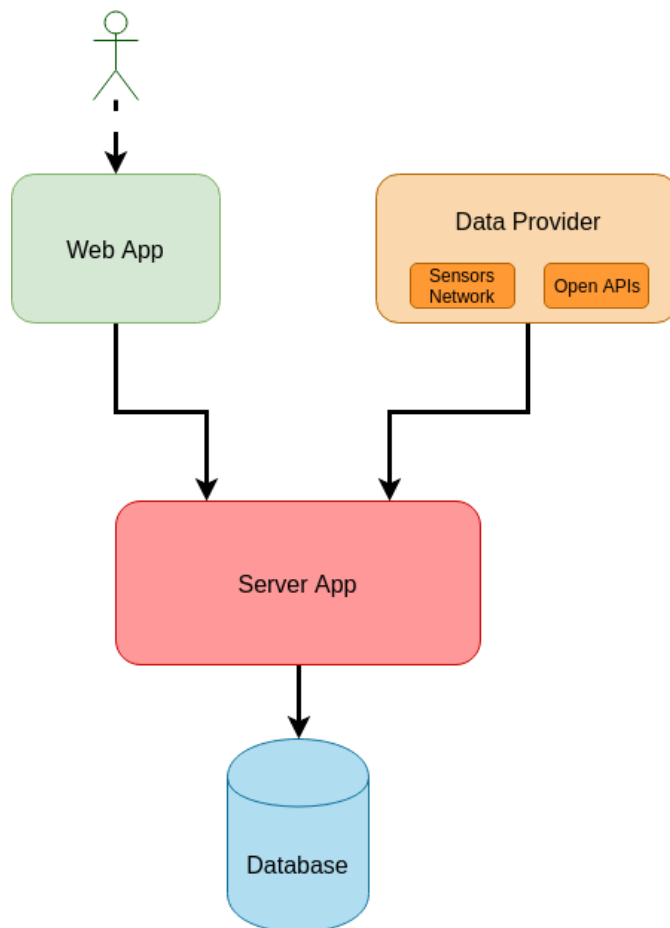 Web App
Data Provider
Sensors
Network
Open APIs
Server App
Database